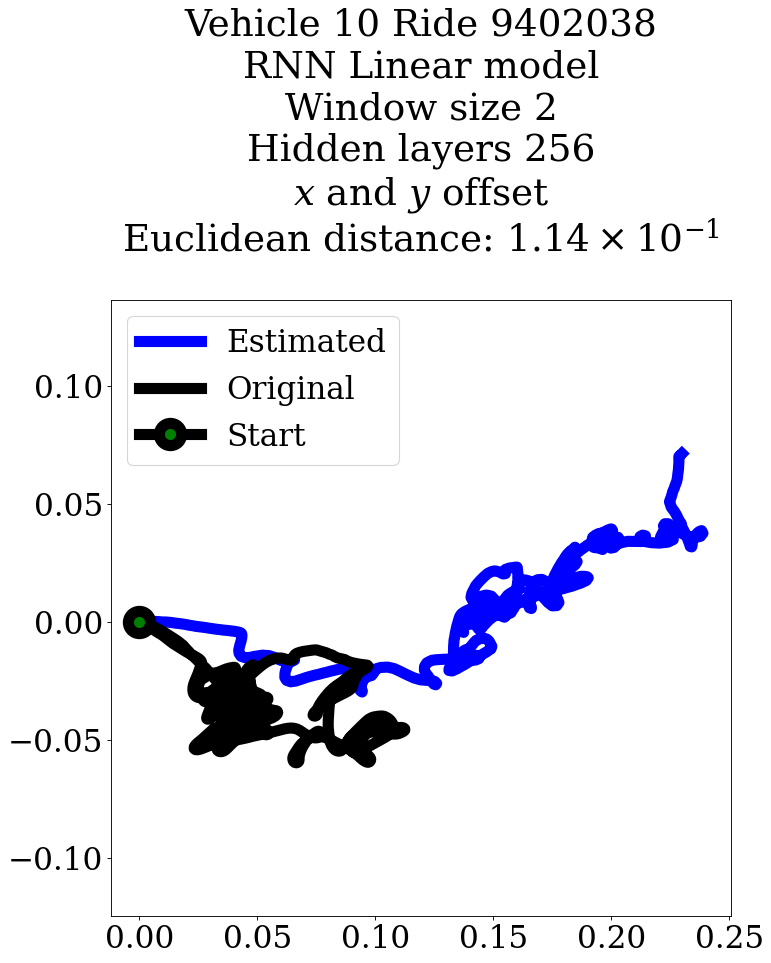 Vehicle 10 Ride 9402038
RNN Linear model
Window size 2
Hidden layers 256
x and y offset
Euclidean distance: 1.14 × 10⁻¹
Estimated
Original
Start
0.10
0.05
0.00
−0.05
−0.10
0.00 0.05 0.10 0.15 0.20 0.25